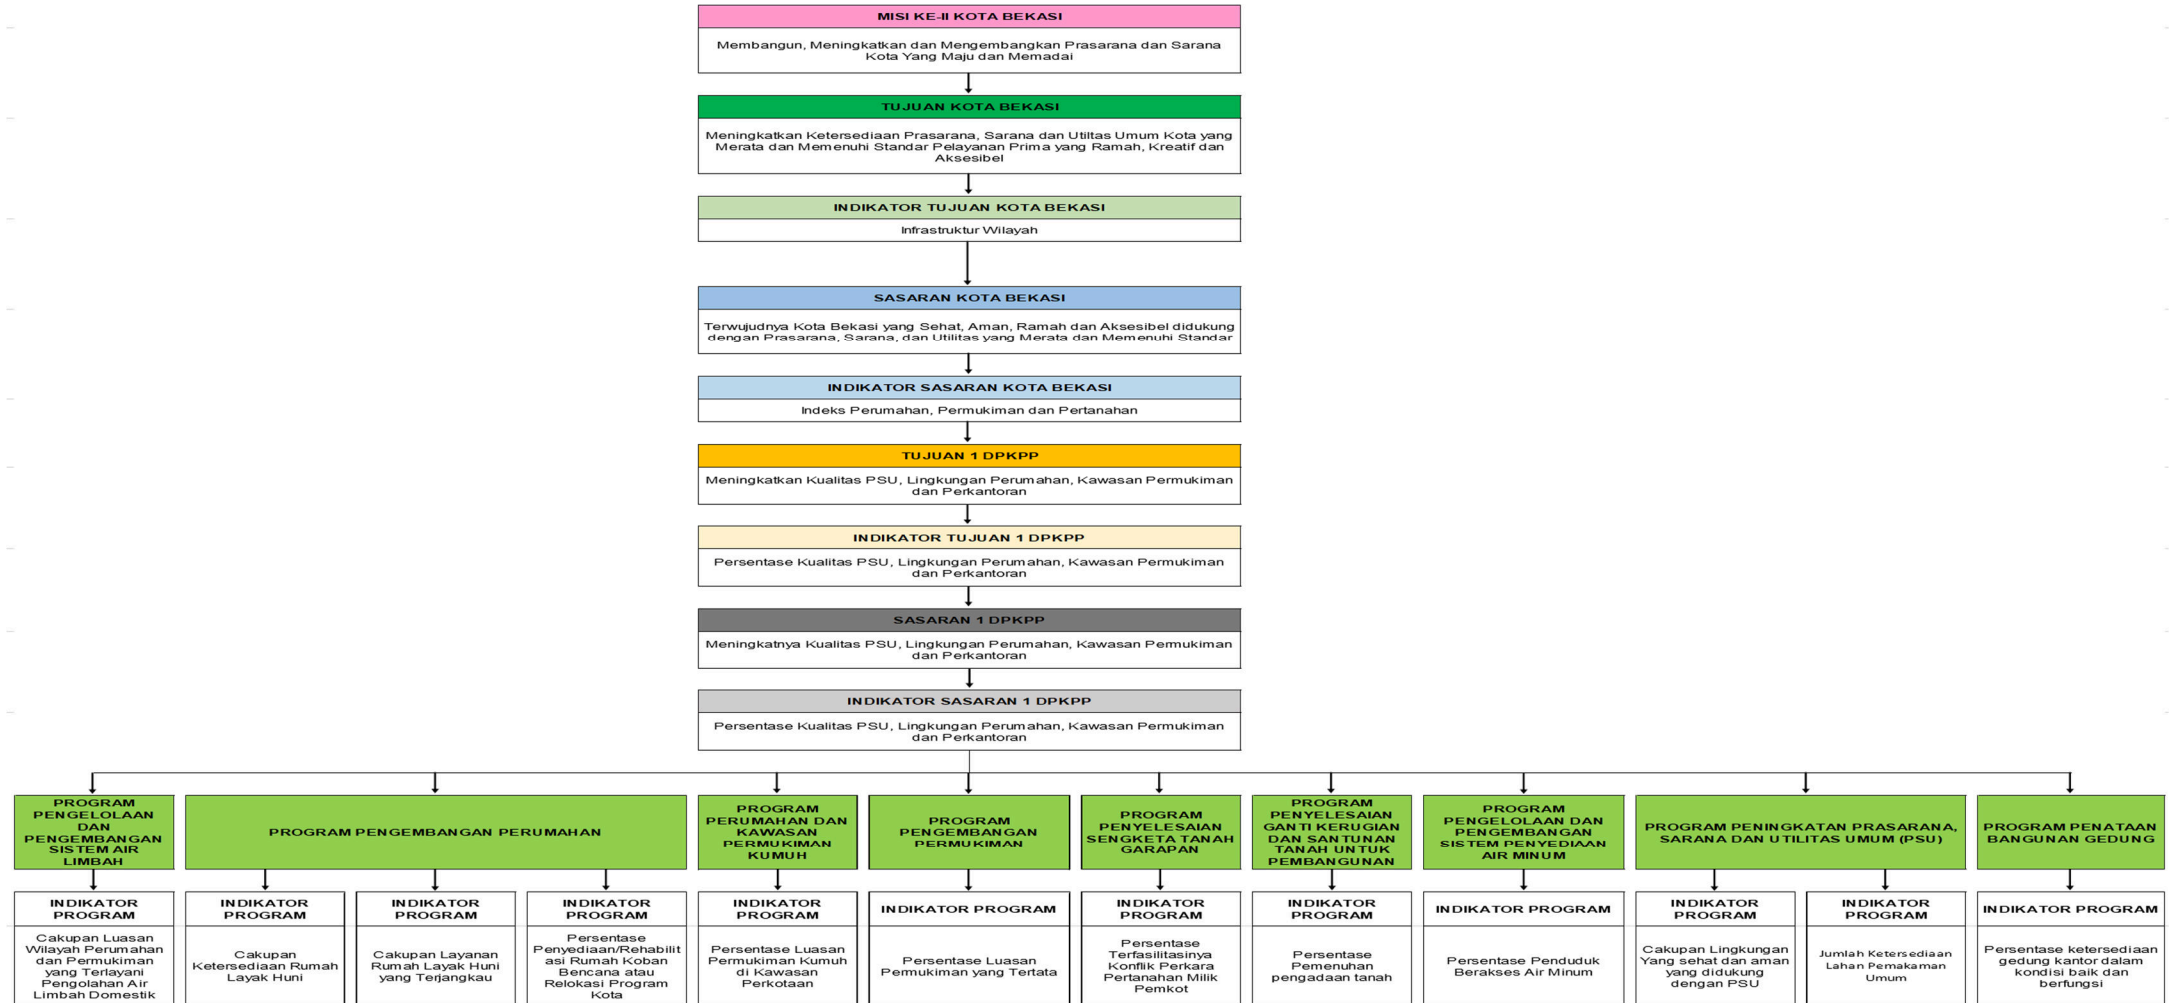 MISI KE-II KOTA BEKASI
Membangun, Meningkatkan dan Mengembangkan Prasarana dan Sarana
Kota Yang Maju dan Memadai
TUJUAN KOTA BEKASI
Meningkatkan Ketersediaan Prasarana, Sarana dan Utiltas Umum Kota yang
Merata dan Memenuhi Standar Pelayanan Prima yang Ramah, Kreatif dan
Aksesibel
INDIKATOR TUJUAN KOTA BEKASI
Infrastruktur Wilayah
SASARAN KOTA BEKASI
Terwujudnya Kota Bekasi yang Sehat, Aman, Ramah dan Aksesibel didukung
dengan Prasarana, Sarana, dan Utilitas yang Merata dan Memenuhi Standar
INDIKATOR SASARAN KOTA BEKASI
Indeks Perumahan, Permukiman dan Pertanahan
TUJUAN 1 DPKPP
Meningkatkan Kualitas PSU, Lingkungan Perumahan, Kawasan Permukiman
dan Perkantoran
INDIKATOR TUJUAN 1 DPKPP
Persentase Kualitas PSU, Lingkungan Perumahan, Kawasan Permukiman
dan Perkantoran
SASARAN 1 DPKPP
Meningkatnya Kualitas PSU, Lingkungan Perumahan, Kawasan Permukiman
dan Perkantoran
INDIKATOR SASARAN 1 DPKPP
Persentase Kualitas PSU, Lingkungan Perumahan, Kawasan Permukiman
dan Perkantoran
PROGRAM
PENGELOLAAN
DAN
PENGEMBANGAN
SISTEM AIR
LIMBAH
PROGRAM PENGEMBANGAN PERUMAHAN
PROGRAM
PERUMAHAN DAN
KAWASAN
PERMUKIMAN
KUMUH
PROGRAM
PENGEMBANGAN
PERMUKIMAN
PROGRAM
PENYELESAIAN
SENGKETA TANAH
GARAPAN
PROGRAM
PENYELESAIAN
GANTI KERUGIAN
DAN SANTUNAN
TANAH UNTUK
PEMBANGUNAN
PROGRAM
PENGELOLAAN DAN
PENGEMBANGAN
SISTEM PENYEDIAAN
AIR MINUM
PROGRAM PENINGKATAN PRASARANA,
SARANA DAN UTILITAS UMUM (PSU)
PROGRAM PENATAAN
BANGUNAN GEDUNG
INDIKATOR
PROGRAM
Cakupan Luasan
Wilayah Perumahan
dan Permukiman
yang Terlayani
Pengolahan Air
Limbah Domestik
INDIKATOR
PROGRAM
Cakupan
Ketersediaan Rumah
Layak Huni
INDIKATOR
PROGRAM
Cakupan Layanan
Rumah Layak Huni
yang Terjangkau
INDIKATOR
PROGRAM
Persentase
Penyediaan/Rehabilit
asi Rumah Koban
Bencana atau
Relokasi Program
Kota
INDIKATOR
PROGRAM
Persentase Luasan
Permukiman Kumuh
di Kawasan
Perkotaan
INDIKATOR PROGRAM
Persentase Luasan
Permukiman yang Tertata
INDIKATOR
PROGRAM
Persentase
Terfasilitasinya
Konflik Perkara
Pertanahan Milik
Pemkot
INDIKATOR
PROGRAM
Persentase
Pemenuhan
pengadaan tanah
INDIKATOR PROGRAM
Persentase Penduduk
Berakses Air Minum
INDIKATOR
PROGRAM
Cakupan Lingkungan
Yang sehat dan aman
yang didukung
dengan PSU
INDIKATOR
PROGRAM
Jumlah Ketersediaan
Lahan Pemakaman
Umum
INDIKATOR PROGRAM
Persentase ketersediaan
gedung kantor dalam
kondisi baik dan
berfungsi